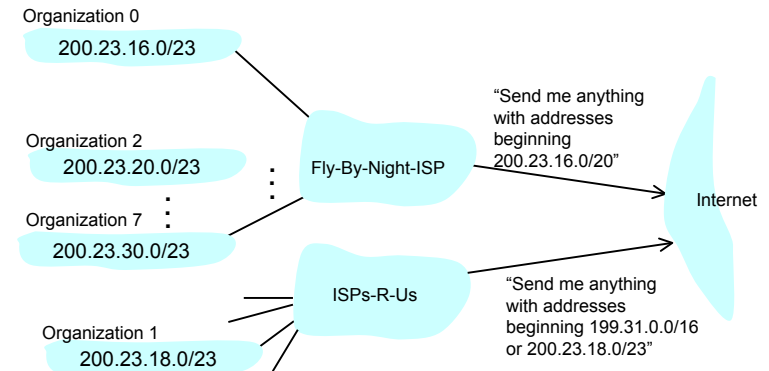 Organization 0
200.23.16.0/23
Organization 2
200.23.20.0/23
Organization 7
200.23.30.0/23
Fly-By-Night-ISP
“Send me anything
with addresses
beginning
200.23.16.0/20”
Internet
ISPs-R-Us
Organization 1
200.23.18.0/23
“Send me anything
with addresses
beginning 199.31.0.0/16
or 200.23.18.0/23”